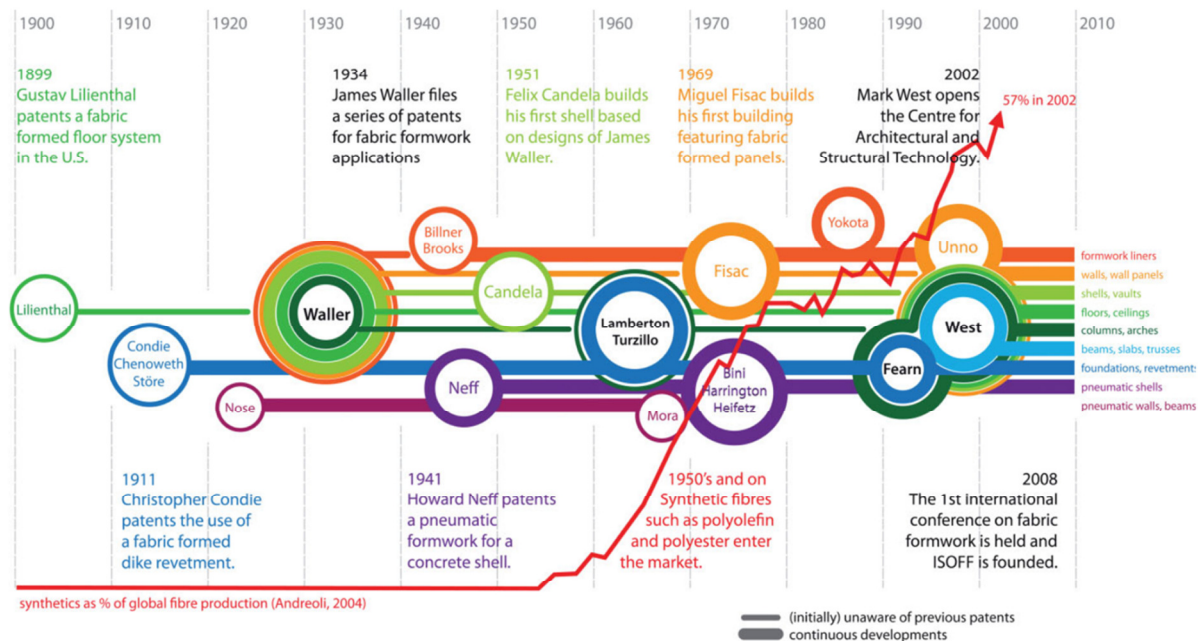 1900 1910 1920 1930 1940 1950 1960 1970 1980 1990 2000 2010
1899
Gustav Lilienthal
patents a fabric
formed floor system
in the U.S.
1934
James Waller files
a series of patents
for fabric formwork
applications
1951
Felix Candela builds
his first shell based
on designs of James
Waller.
1969
Miguel Fisac builds
his first building
featuring fabric
formed panels.
2002
Mark West opens
the Centre for
Architectural and
Structural Technology.
57% in 2002
Lilienthal
Condie
Chenoweth
Störe
Nose
Waller
Billner
Brooks
Candela
Neff
Lamberton
Turzillo
Mora
Fisac
Bini
Harrington
Heifetz
Yokota
Unno
West
Fearn
formwork liners
walls, wall panels
shells, vaults
floors, ceilings
columns, arches
beams, slabs, trusses
foundations, revetments
pneumatic shells
pneumatic walls, beams
1911
Christopher Condie
patents the use of
a fabric formed
dike revetment.
1941
Howard Neff patents
a pneumatic
formwork for a
concrete shell.
1950's and on
Synthetic fibres
such as polyolefin
and polyester enter
the market.
2008
The 1st international
conference on fabric
formwork is held and
ISOFF is founded.
synthetics as % of global fibre production (Andreoli, 2004)
(initially) unaware of previous patents
continuous developments